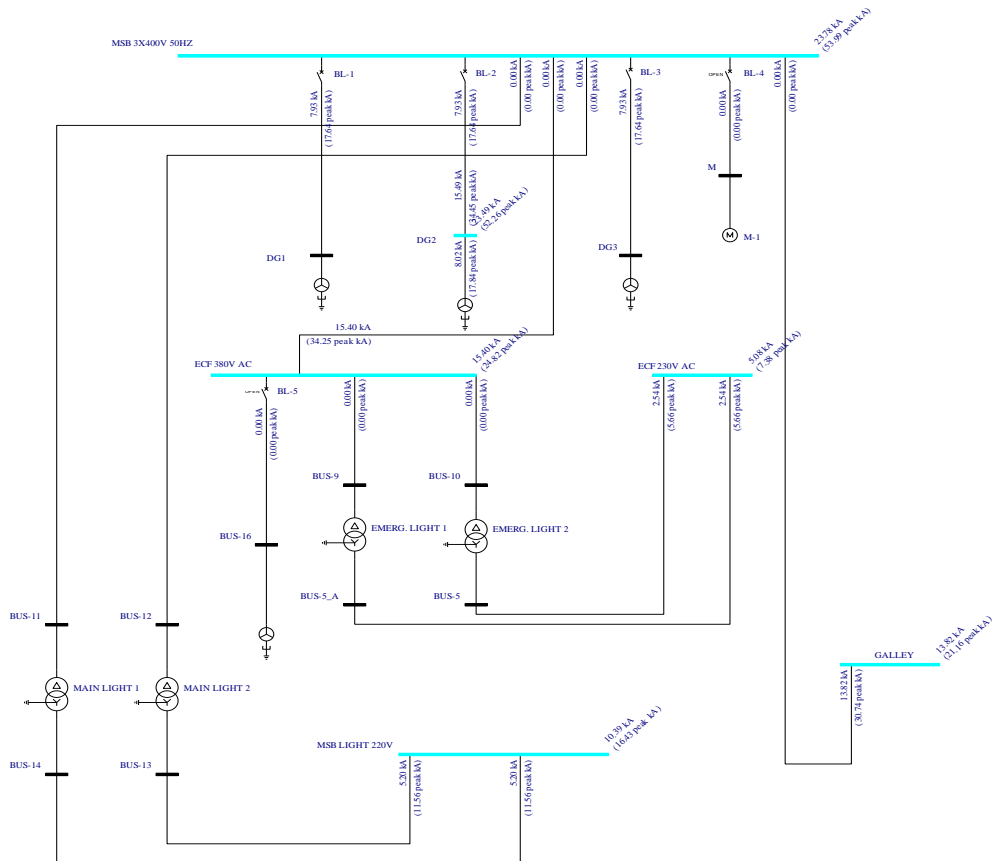 MSB 3X400V 50HZ
23.78 kA
(53.69 peak kA)
BL-1
7.93 kA
(17.64 peak kA)
BL-2
7.93 kA
(17.64 peak kA)
0.00 kA
(0.00 peak kA)
0.00 kA
(0.00 peak kA)
0.00 kA
(0.00 peak kA)
BL-3
7.93 kA
(17.64 peak kA)
OPEN
BL-4
0.00 kA
(0.00 peak kA)
0.00 kA
(0.00 peak kA)
M
M
M-1
15.49 kA
(34.45 peak kA)
23.49 kA
(52.26 peak kA)
DG1
DG2
8.02 kA
(17.84 peak kA)
DG3
15.40 kA
(34.25 peak kA)
ECF 380V AC
15.40 kA
(24.82 peak kA)
ECF 230V AC
5.08 kA
(7.38 peak kA)
OPEN
BL-5
0.00 kA
(0.00 peak kA)
0.00 kA
(0.00 peak kA)
0.00 kA
(0.00 peak kA)
2.54 kA
(5.66 peak kA)
2.54 kA
(5.66 peak kA)
BUS-9
BUS-10
EMERG. LIGHT 1
EMERG. LIGHT 2
BUS-16
BUS-5_A
BUS-5
BUS-11
BUS-12
GALLEY
13.82 kA
(21.16 peak kA)
13.82 kA
(30.74 peak kA)
MAIN LIGHT 1
MAIN LIGHT 2
MSB LIGHT 220V
10.39 kA
(16.43 peak kA)
BUS-14
BUS-13
5.20 kA
(11.56 peak kA)
5.20 kA
(11.56 peak kA)